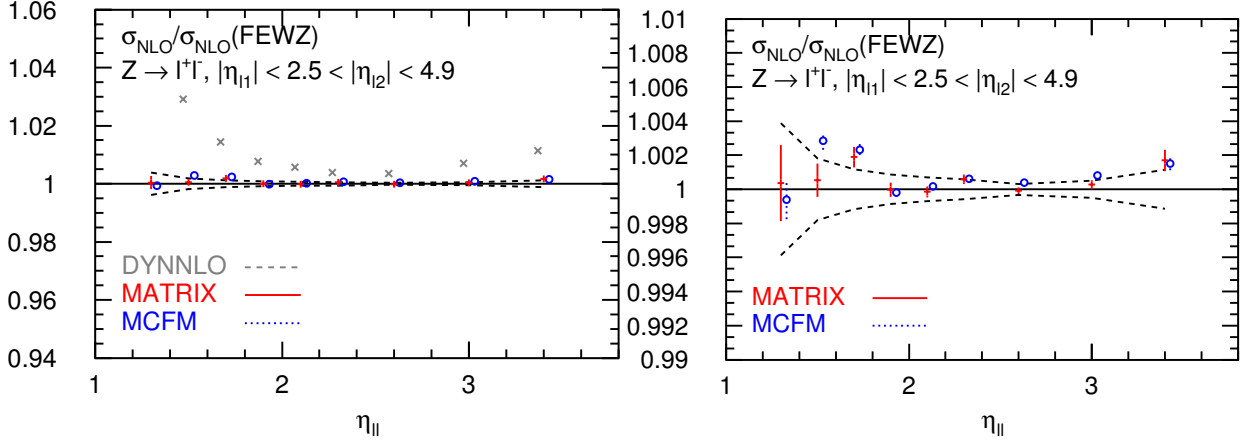 1.06
1.04
1.02
1
0.98
0.96
0.94
σNLO/σNLO(FEWZ)
Z → l+l-, |ηl1| < 2.5 < |ηl2| < 4.9
DYNNLO
MATRIX
MCFM
1 2 3
ηll
1.01
1.008
1.006
1.004
1.002
1
0.998
0.996
0.994
0.992
0.99
σNLO/σNLO(FEWZ)
Z → l+l-, |ηl1| < 2.5 < |ηl2| < 4.9
MATRIX
MCFM
1 2 3
ηll